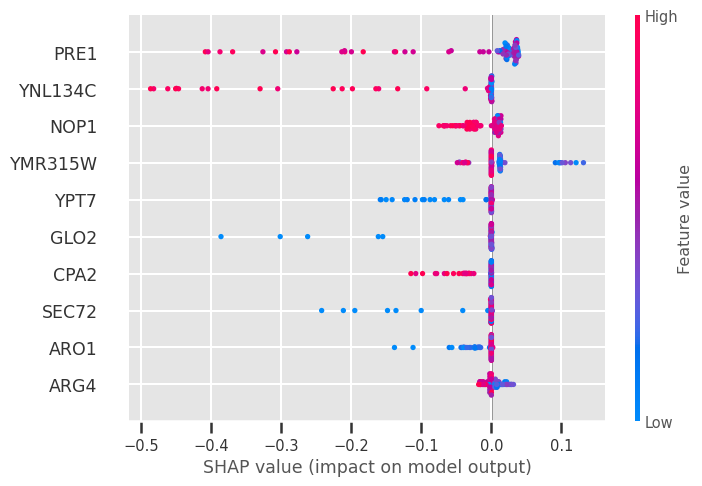 High
PRE1
YNL134C
NOP1
YMR315W
YPT7
GLO2
CPA2
SEC72
ARO1
ARG4
Feature value
Low
−0.5 −0.4 −0.3 −0.2 −0.1 0.0 0.1
SHAP value (impact on model output)